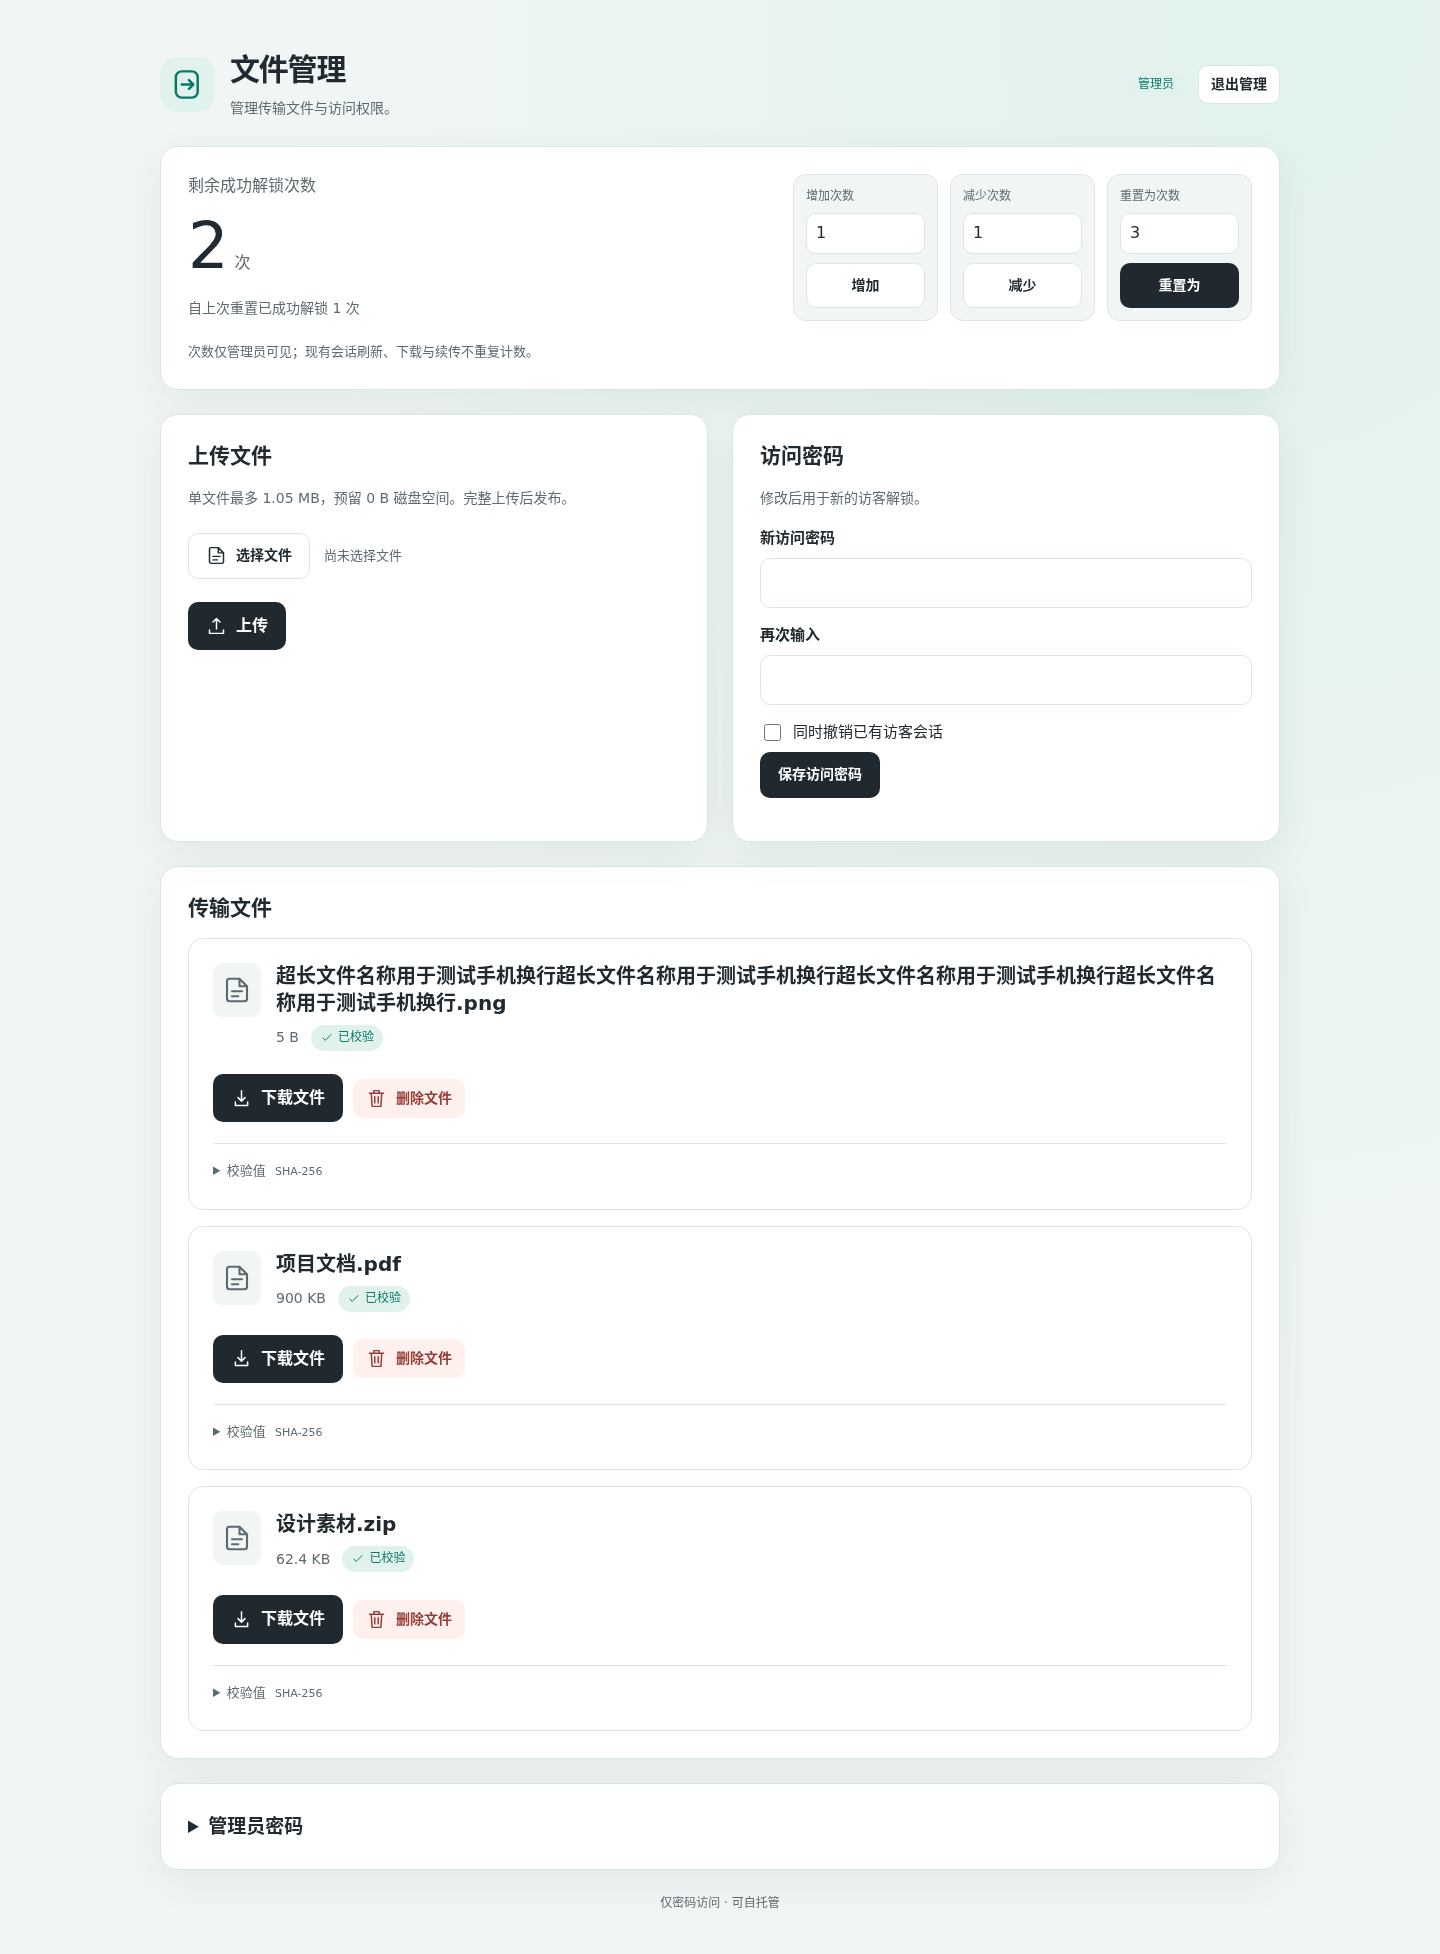 文件管理
管理传输文件与访问权限。
管理员
退出管理
剩余成功解锁次数
2 次
自上次重置已成功解锁 1 次
次数仅管理员可见；现有会话刷新、下载与续传不重复计数。
增加次数
1
增加
减少次数
1
减少
重置为次数
3
重置为
上传文件
单文件最多 1.05 MB，预留 0 B 磁盘空间。完整上传后发布。
选择文件
尚未选择文件
上传
访问密码
修改后用于新的访客解锁。
新访问密码
再次输入
同时撤销已有访客会话
保存访问密码
传输文件
超长文件名称用于测试手机换行超长文件名称用于测试手机换行超长文件名称用于测试手机换行超长文件名
称用于测试手机换行.png
5 B 已校验
下载文件 删除文件
校验值 SHA-256
项目文档.pdf
900 KB 已校验
下载文件 删除文件
校验值 SHA-256
设计素材.zip
62.4 KB 已校验
下载文件 删除文件
校验值 SHA-256
管理员密码
仅密码访问 · 可自托管